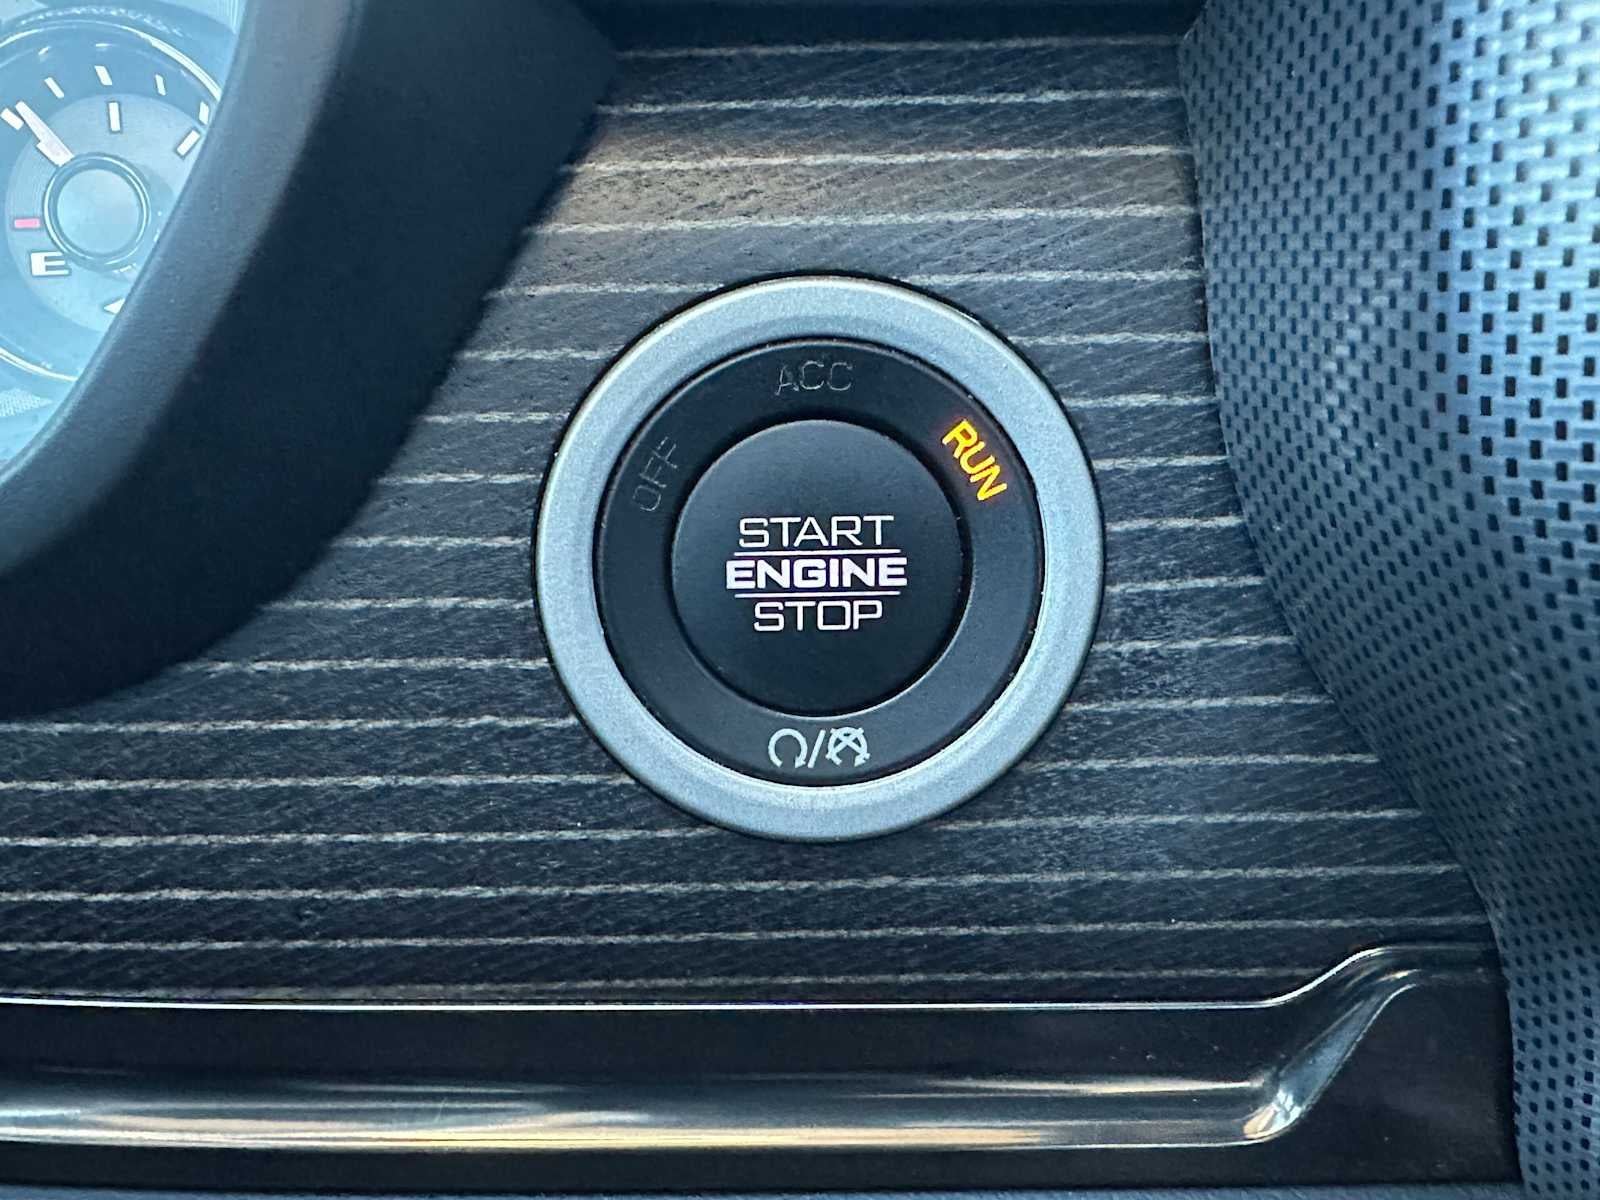 E
ACC
OFF
RUN
START
ENGINE
STOP